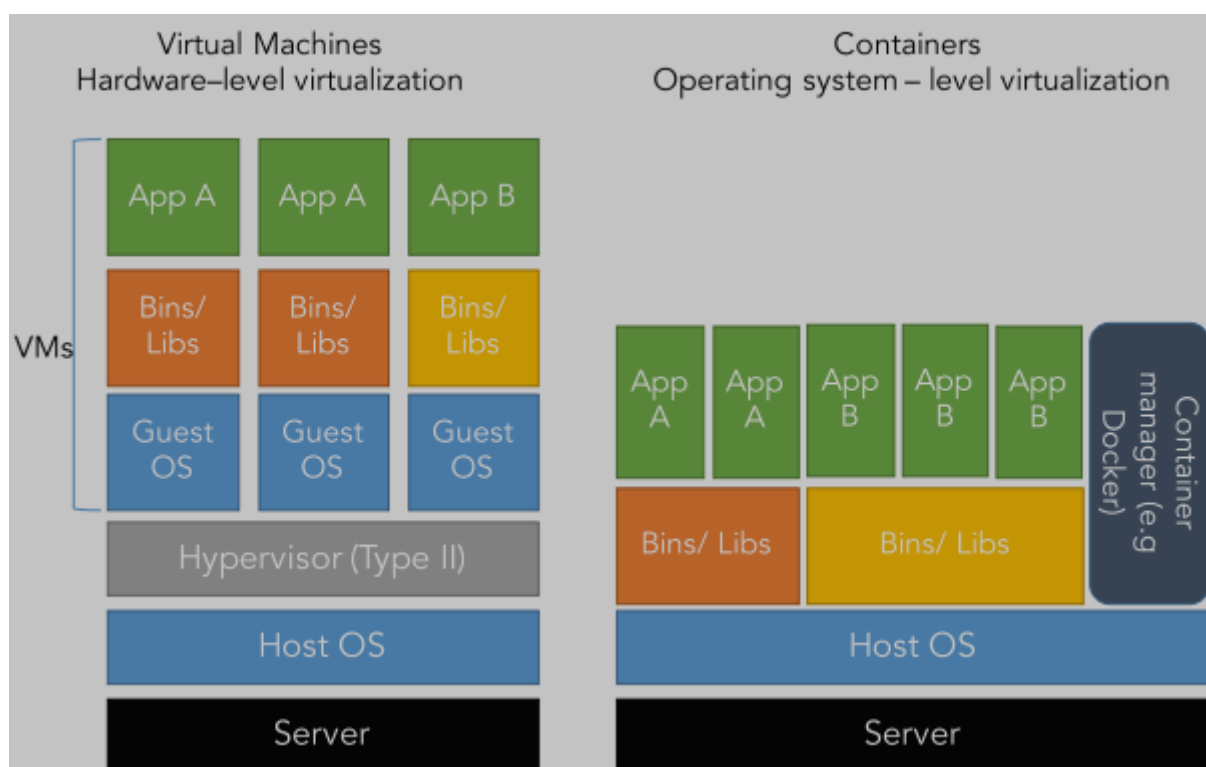 Virtual Machines
Hardware–level virtualization
VMs
App A
App A
App B
Bins/
Libs
Bins/
Libs
Bins/
Libs
Guest
OS
Guest
OS
Guest
OS
Hypervisor (Type II)
Host OS
Server
Containers
Operating system – level virtualization
App
A
App
A
App
B
App
B
App
B
Container
manager (e.g
Docker)
Bins/ Libs
Bins/ Libs
Host OS
Server